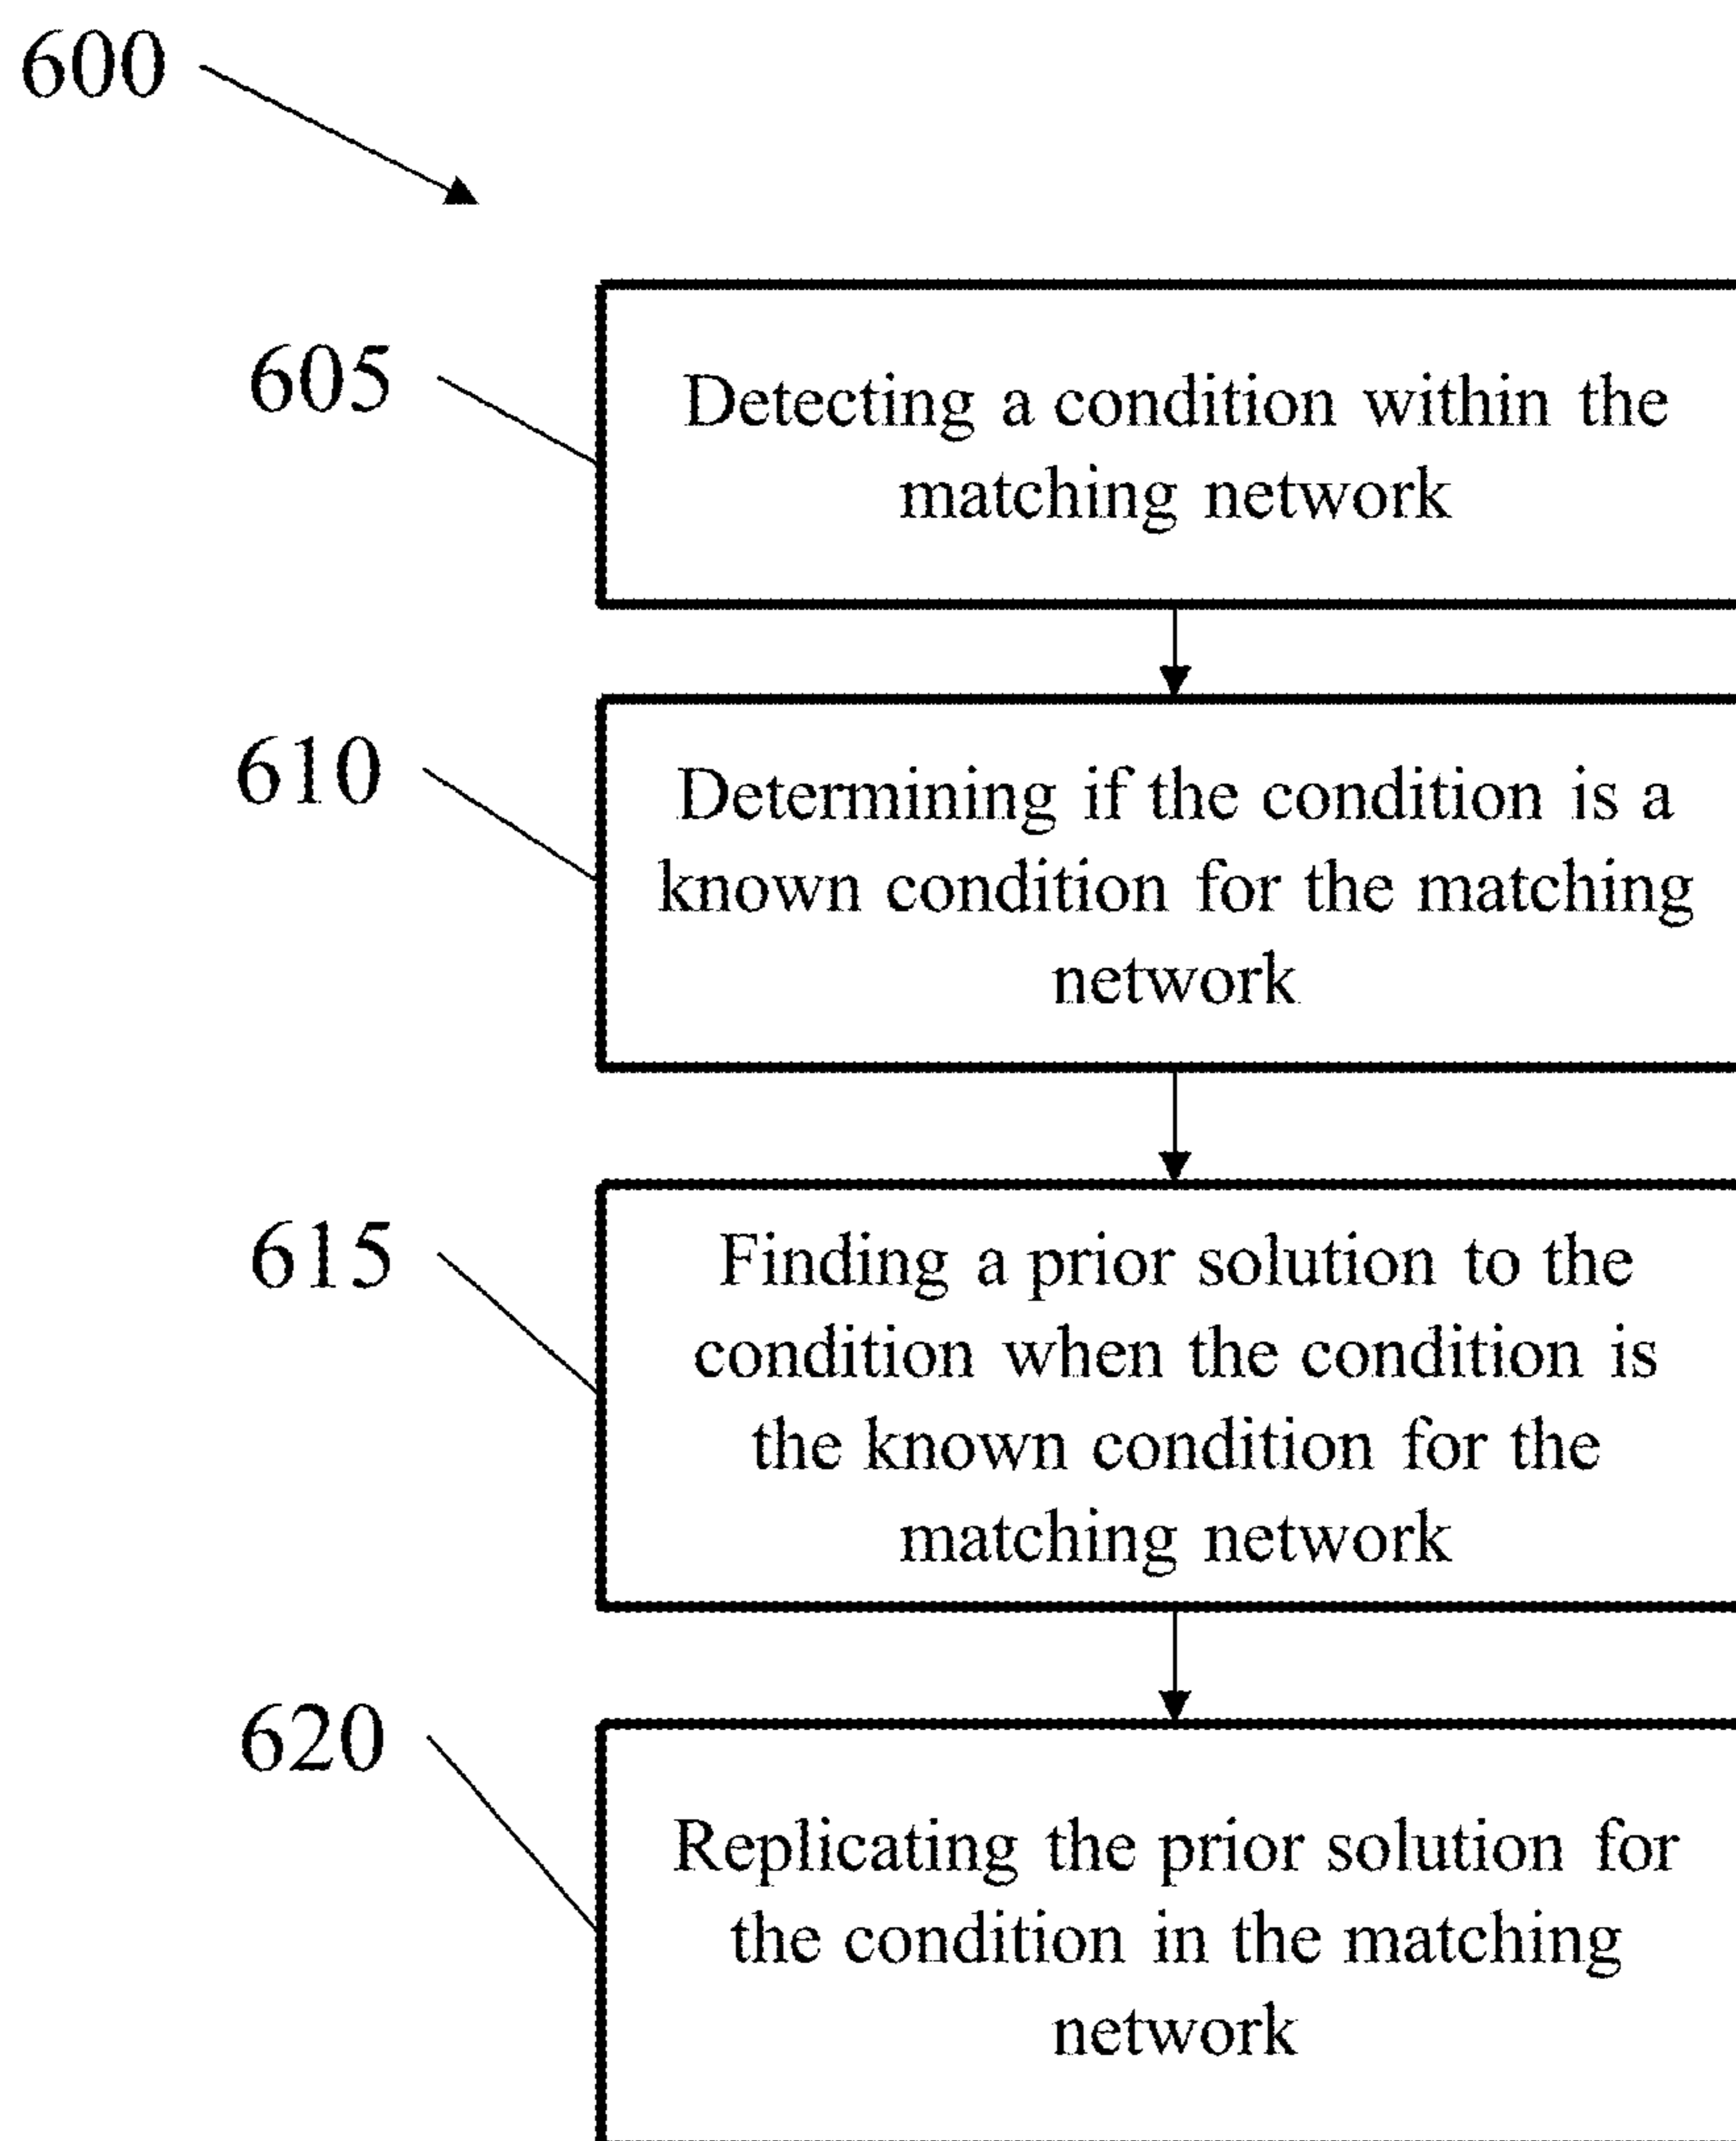 600
605
Detecting a condition within the
matching network
610
Determining if the condition is a
known condition for the matching
network
615
Finding a prior solution to the
condition when the condition is
the known condition for the
matching network
620
Replicating the prior solution for
the condition in the matching
network